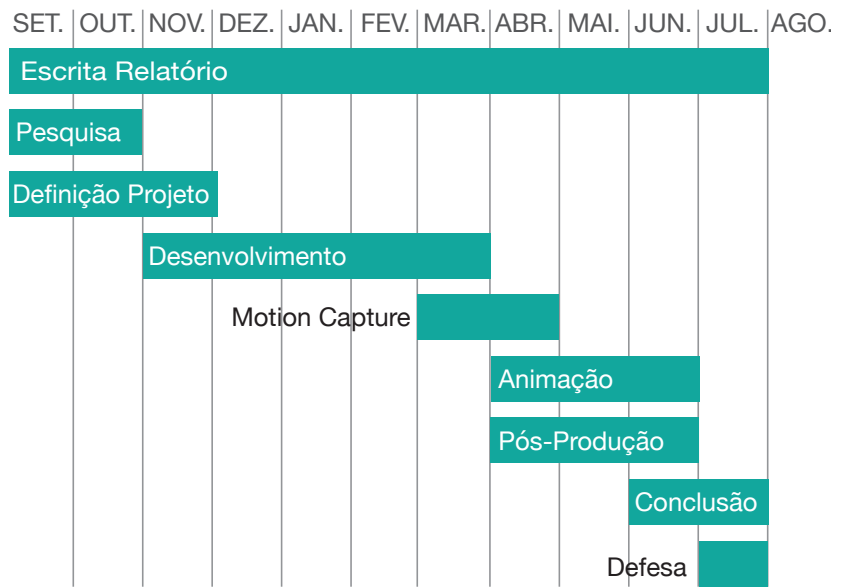 SET. OUT. NOV. DEZ. JAN. FEV. MAR. ABR. MAI. JUN. JUL. AGO.
Escrita Relatório
Pesquisa
Definição Projeto
Desenvolvimento
Motion Capture
Animação
Pós-Produção
Conclusão
Defesa